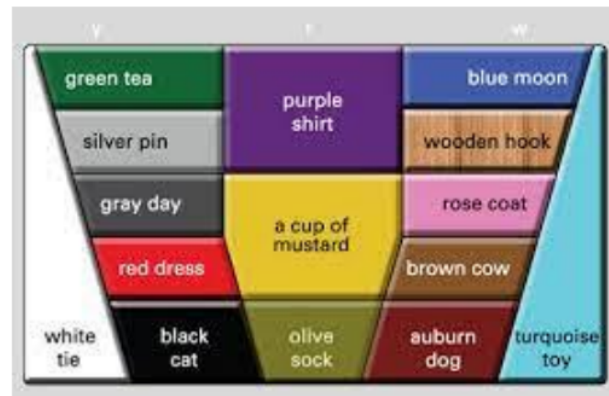 y r w
green tea
purple
shirt
blue moon
silver pin
wooden hook
gray day
a cup of
mustard
rose coat
red dress
brown cow
white
tie
black
cat
olive
sock
auburn
dog
turquoise
toy